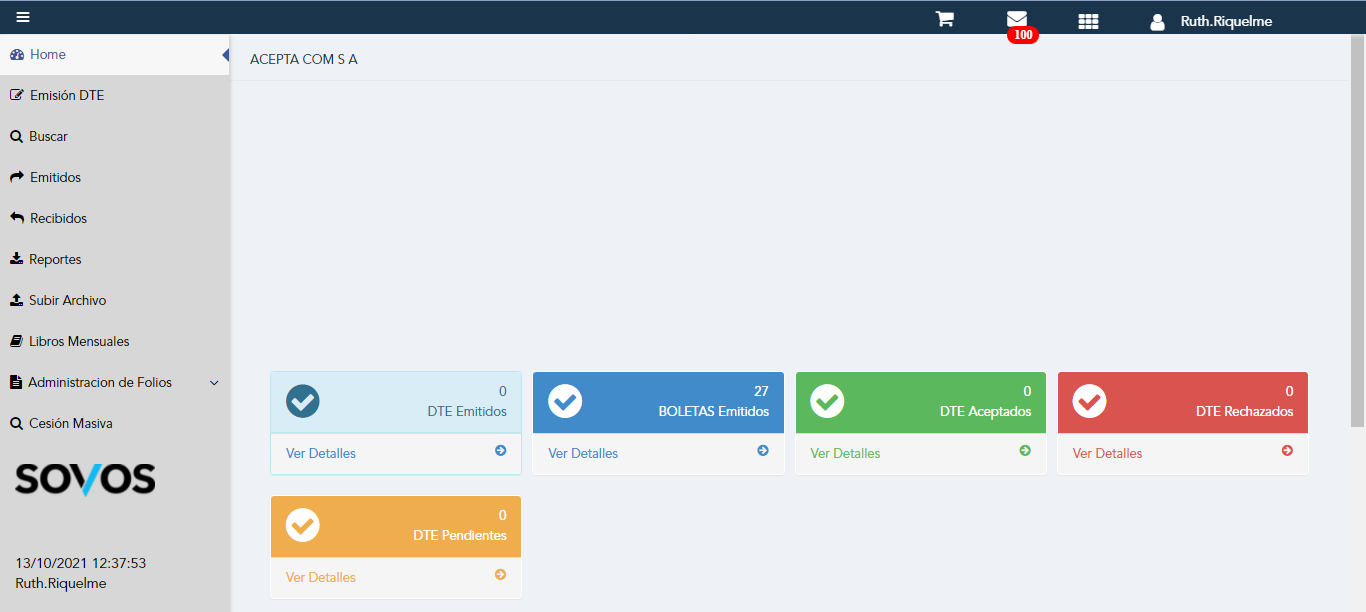 100
Ruth.Riquelme
Home
ACEPTA COM S A
Emisión DTE
Buscar
Emitidos
Recibidos
Reportes
Subir Archivo
Libros Mensuales
Administracion de Folios
Cesión Masiva
SOVOS
13/10/2021 12:37:53
Ruth.Riquelme
0
DTE Emitidos
Ver Detalles
27
BOLETAS Emitidos
Ver Detalles
0
DTE Aceptados
Ver Detalles
0
DTE Rechazados
Ver Detalles
0
DTE Pendientes
Ver Detalles